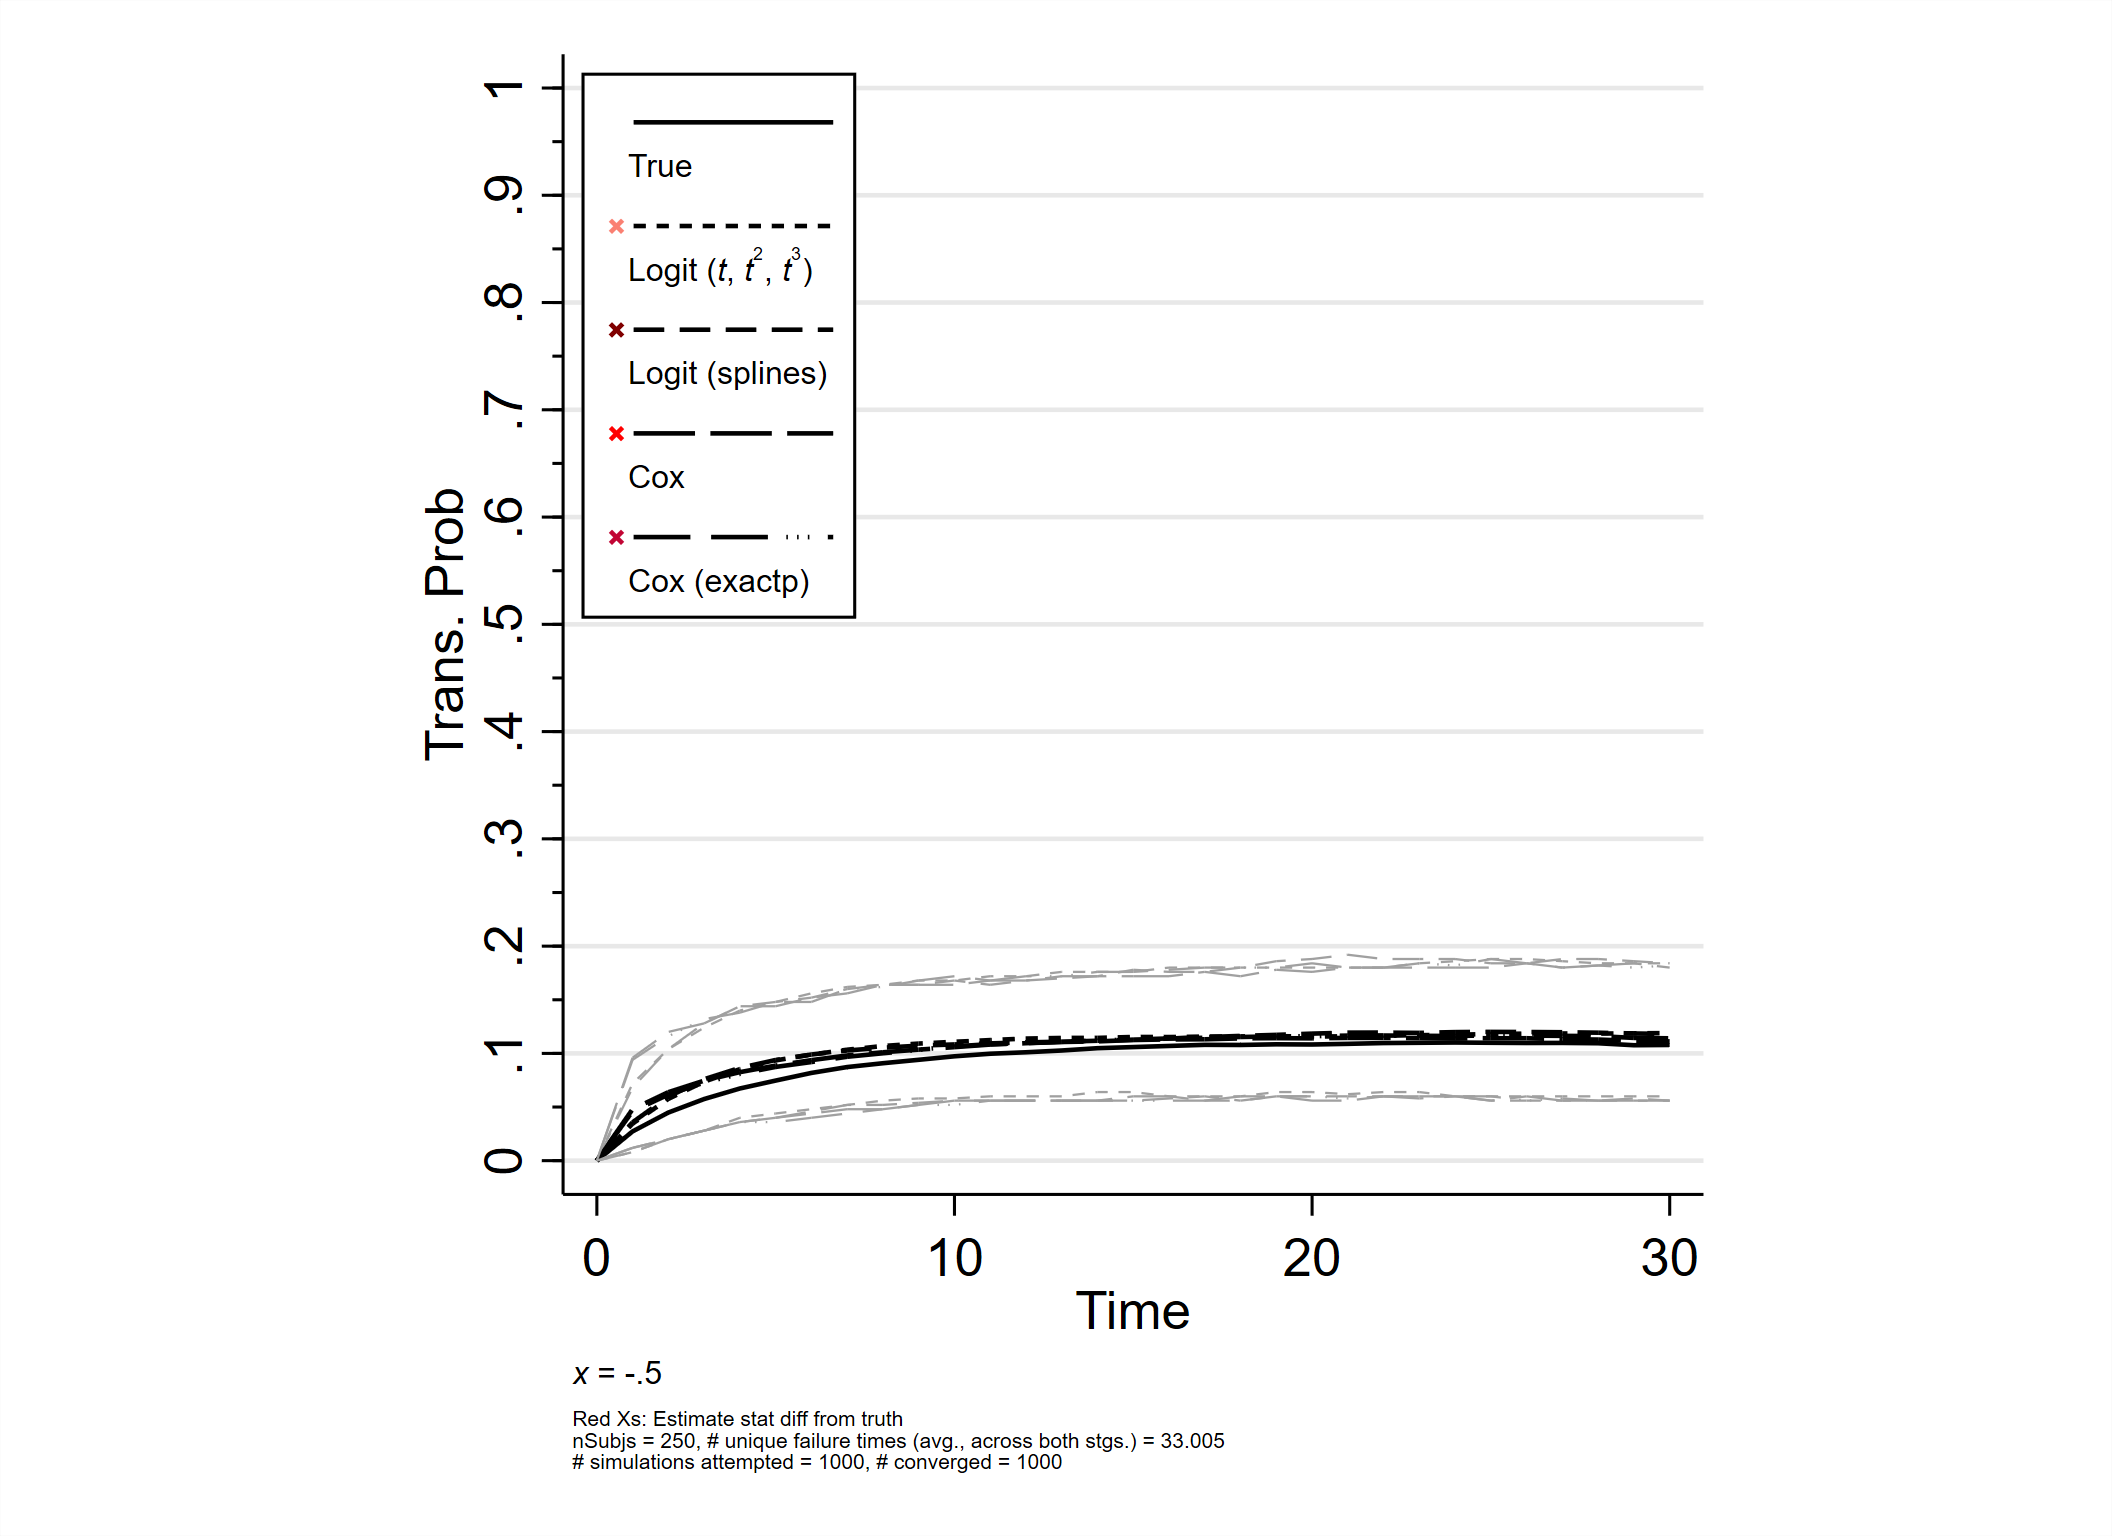 1
.9
.8
.7
.6
.5
.4
.3
.2
.1
0
Trans. Prob
True
Logit (t, t², t³)
Logit (splines)
Cox
Cox (exactp)
0 10 20 30
Time
x = -.5
Red Xs: Estimate stat diff from truth
nSubjs = 250, # unique failure times (avg., across both stgs.) = 33.005
# simulations attempted = 1000, # converged = 1000